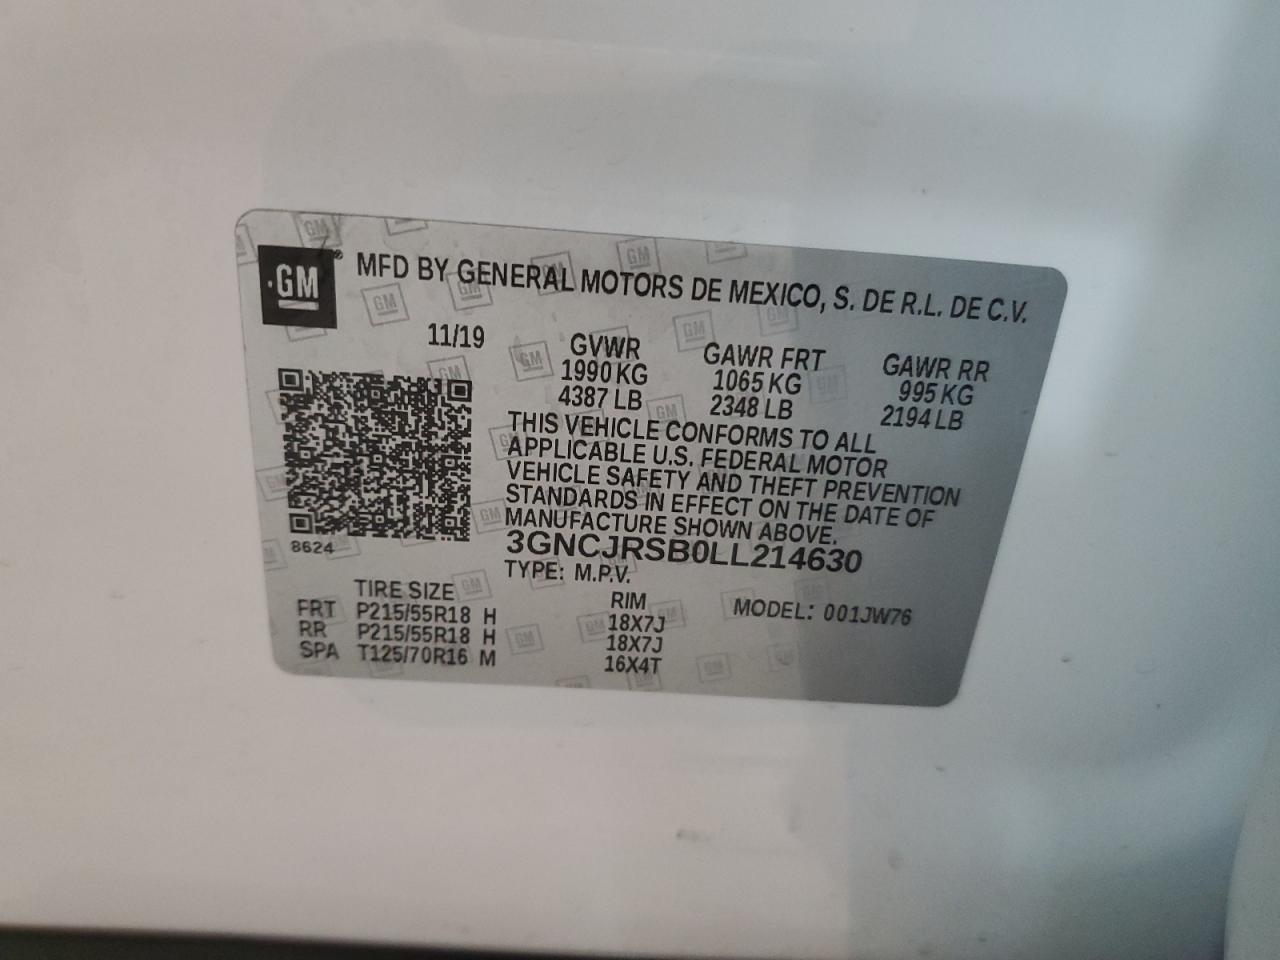 GM® MFD BY GENERAL MOTORS DE MEXICO, S. DE R.L. DE C.V.
11/19 GVWR GAWR FRT GAWR RR
1990 KG 1065 KG 995 KG
4387 LB 2348 LB 2194 LB
THIS VEHICLE CONFORMS TO ALL
APPLICABLE U.S. FEDERAL MOTOR
VEHICLE SAFETY AND THEFT PREVENTION
STANDARDS IN EFFECT ON THE DATE OF
MANUFACTURE SHOWN ABOVE.
8624
3GNCJRSB0LL214630
TYPE: M.P.V.
TIRE SIZE RIM MODEL: 001JW76
FRT P215/55R18 H 18X7J
RR P215/55R18 H 18X7J
SPA T125/70R16 M 16X4T